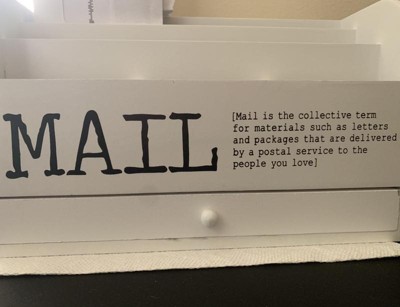 MAIL
[Mail is the collective term
for materials such as letters
and packages that are delivered
by a postal service to the
people you love]